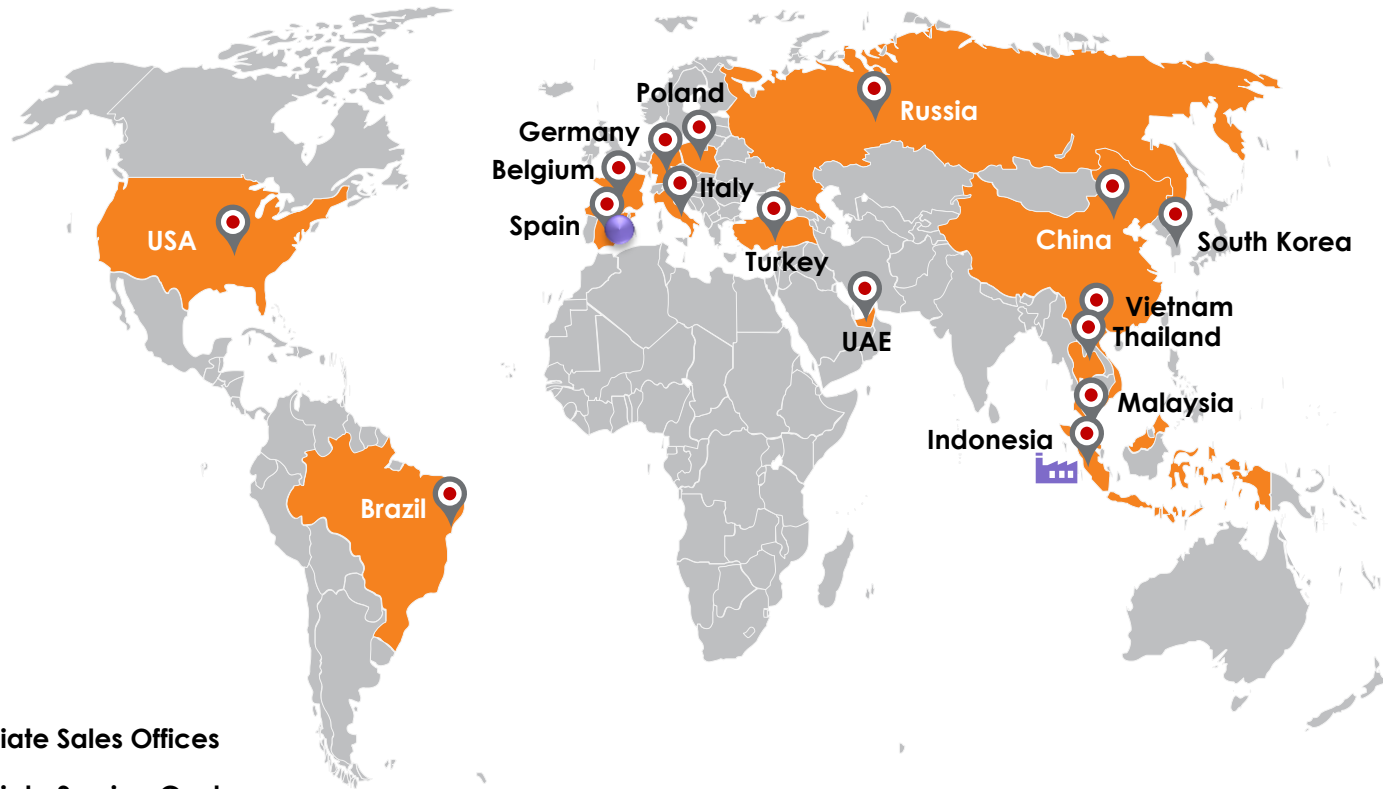 Poland
Russia
Germany
Belgium
Italy
Spain
USA
China
South Korea
Turkey
Vietnam
UAE
Thailand
Malaysia
Indonesia
Brazil
iate Sales Offices